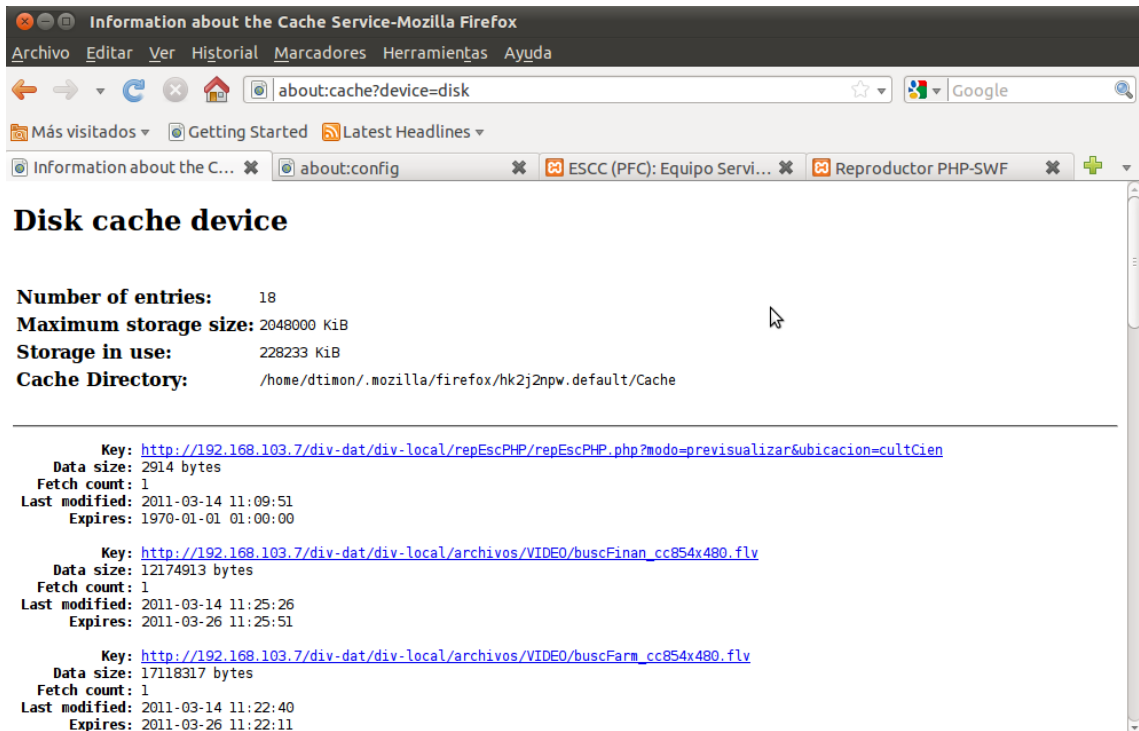 Information about the Cache Service-Mozilla Firefox
Archivo Editar Ver Historial Marcadores Herramientas Ayuda
about:cache?device=disk Google
Más visitados Getting Started Latest Headlines
Information about the C... about:config ESCC (PFC): Equipo Servi... Reproductor PHP-SWF
Disk cache device
Number of entries: 18
Maximum storage size: 2048000 KiB
Storage in use: 228233 KiB
Cache Directory: /home/dtimon/.mozilla/firefox/hk2j2npw.default/Cache
Key: http://192.168.103.7/div-dat/div-local/repEscPHP/repEscPHP.php?modo=previsualizar&ubicacion=cultCien
Data size: 2914 bytes
Fetch count: 1
Last modified: 2011-03-14 11:09:51
Expires: 1970-01-01 01:00:00
Key: http://192.168.103.7/div-dat/div-local/archivos/VIDEO/buscFinan_cc854x480.flv
Data size: 12174913 bytes
Fetch count: 1
Last modified: 2011-03-14 11:25:26
Expires: 2011-03-26 11:25:51
Key: http://192.168.103.7/div-dat/div-local/archivos/VIDEO/buscFarm_cc854x480.flv
Data size: 17118317 bytes
Fetch count: 1
Last modified: 2011-03-14 11:22:40
Expires: 2011-03-26 11:22:11